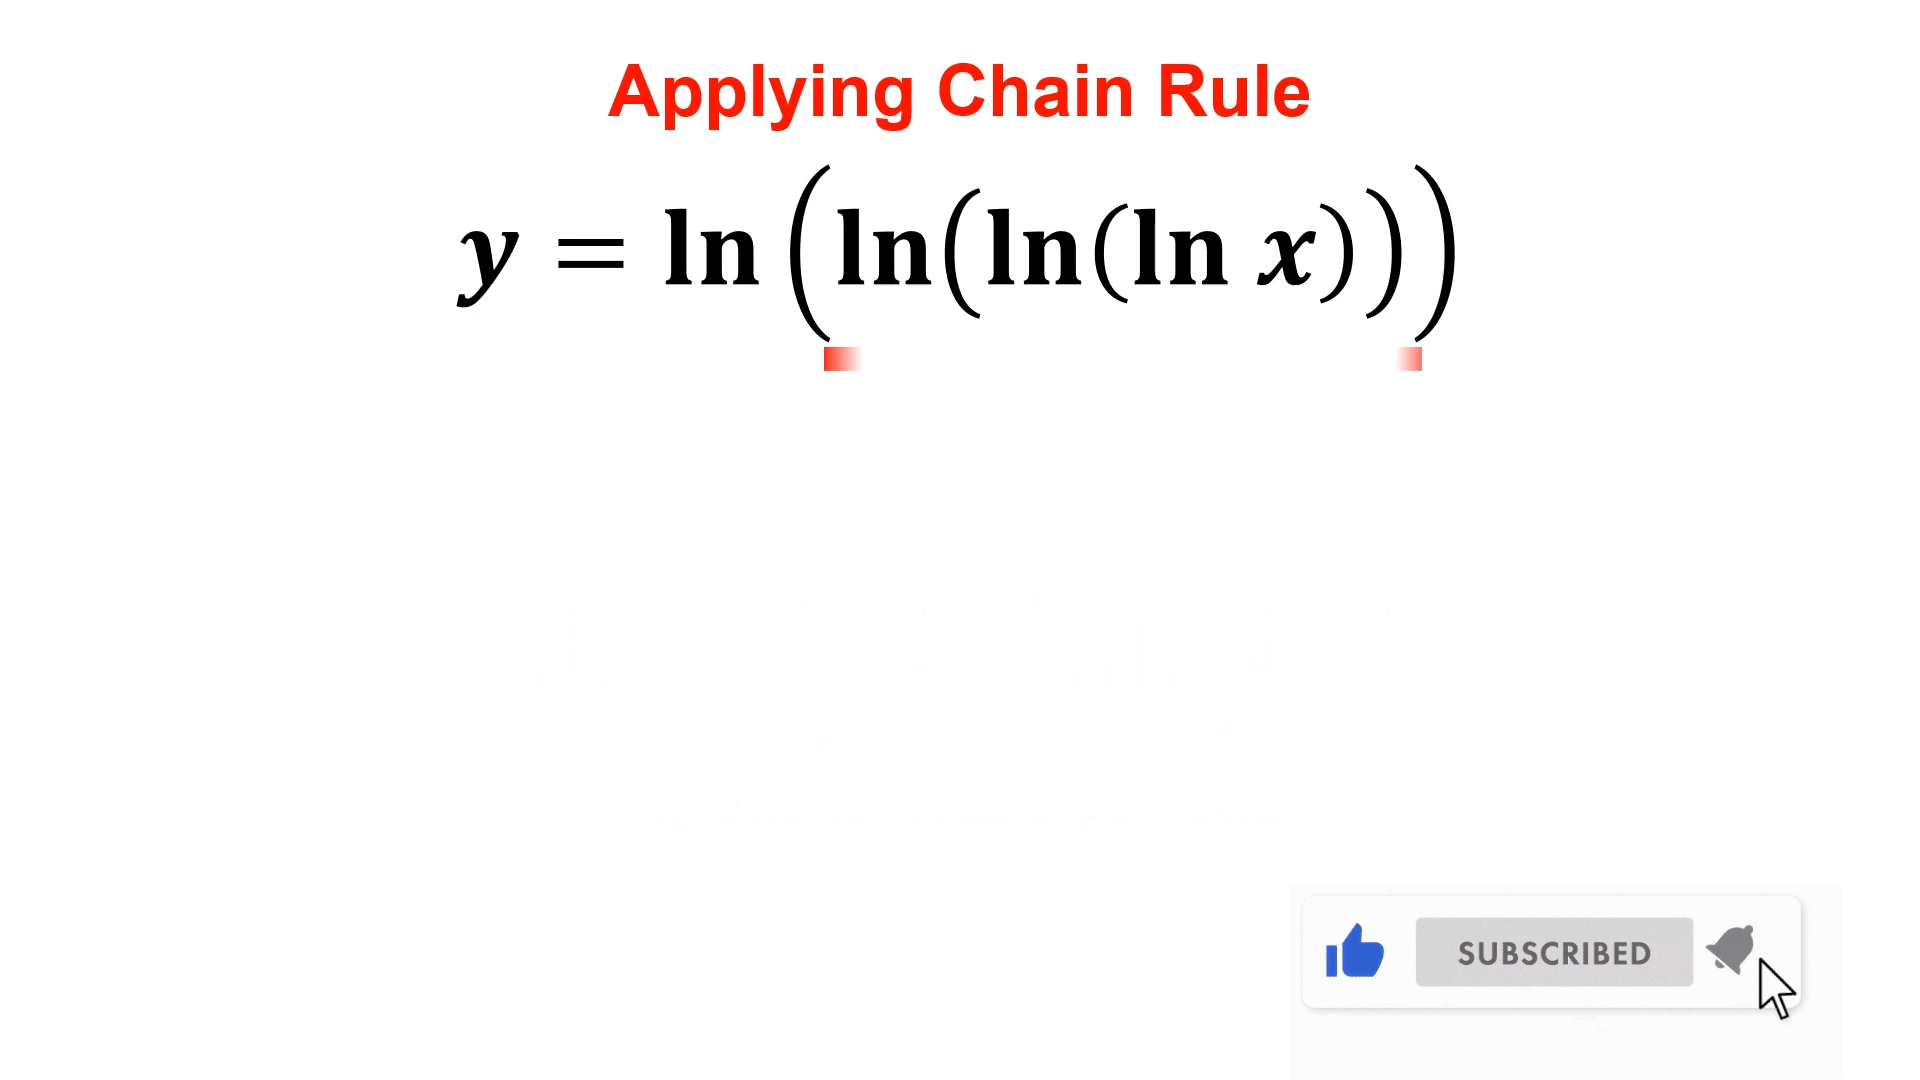 Applying Chain Rule
y = ln(ln(ln(ln x)))
SUBSCRIBED